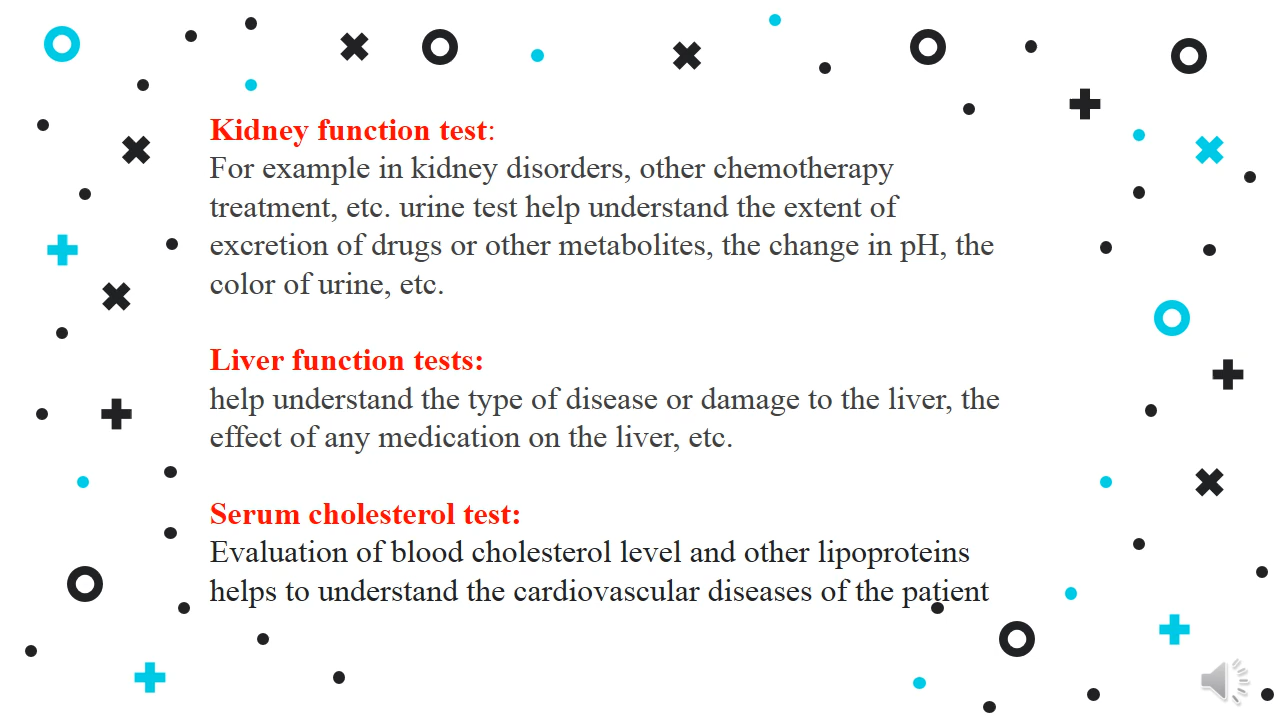 Kidney function test:
For example in kidney disorders, other chemotherapy
treatment, etc. urine test help understand the extent of
excretion of drugs or other metabolites, the change in pH, the
color of urine, etc.
Liver function tests:
help understand the type of disease or damage to the liver, the
effect of any medication on the liver, etc.
Serum cholesterol test:
Evaluation of blood cholesterol level and other lipoproteins
helps to understand the cardiovascular diseases of the patient